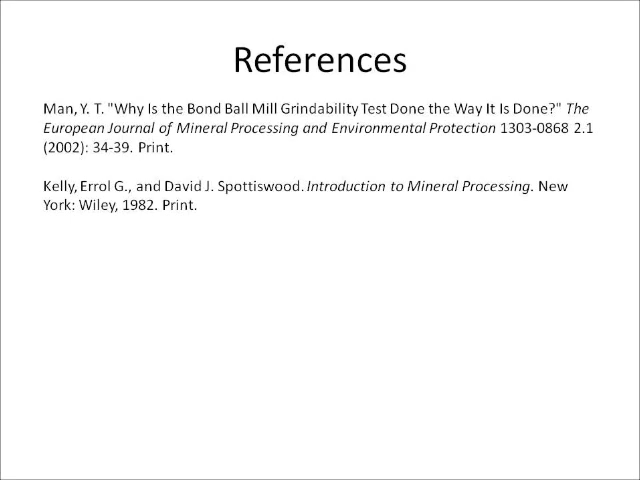 References
Man, Y. T. "Why Is the Bond Ball Mill Grindability Test Done the Way It Is Done?" The
European Journal of Mineral Processing and Environmental Protection 1303-0868 2.1
(2002): 34-39. Print.
Kelly, Errol G., and David J. Spottiswood. Introduction to Mineral Processing. New
York: Wiley, 1982. Print.